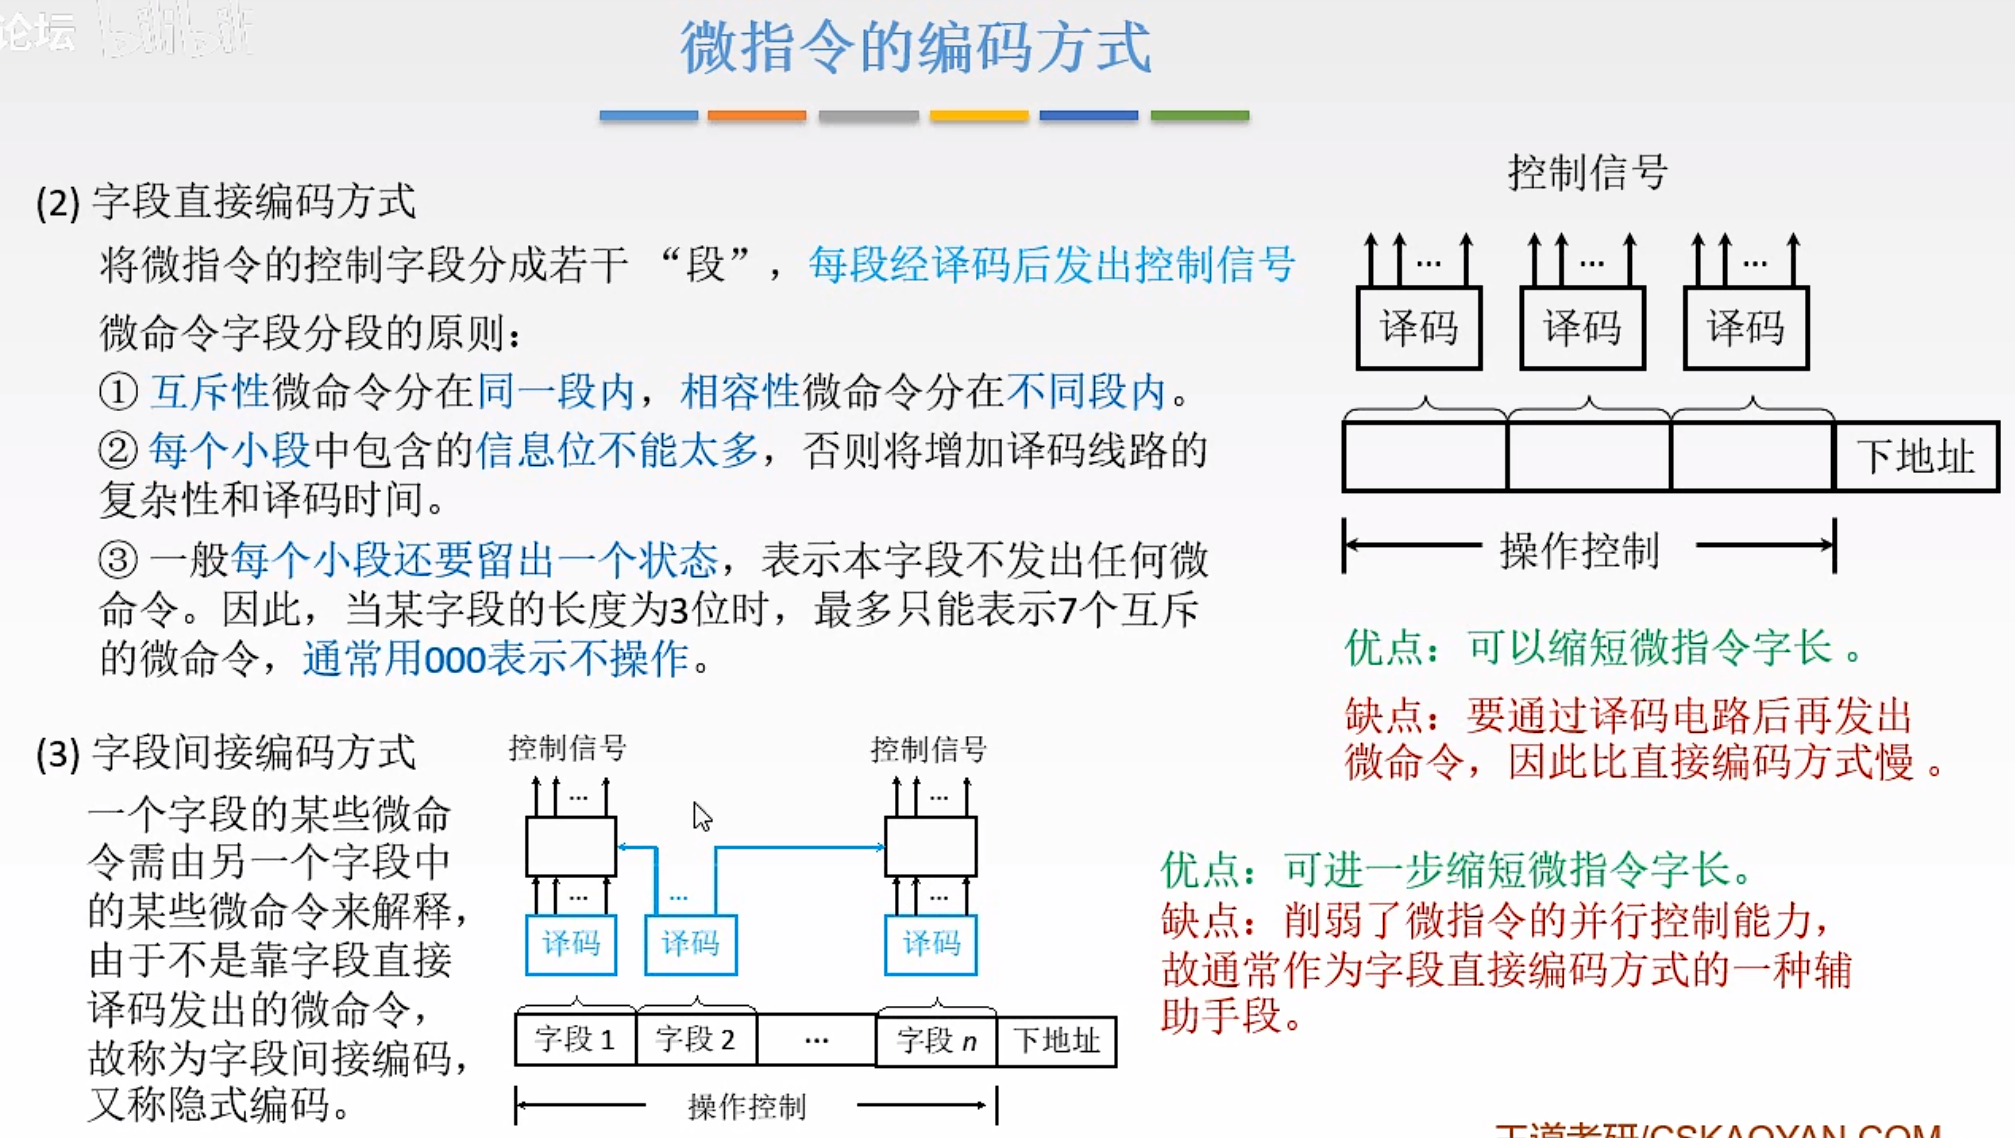 论坛 bilibili
微指令的编码方式
(2) 字段直接编码方式
将微指令的控制字段分成若干 “段”，每段经译码后发出控制信号
微命令字段分段的原则：
① 互斥性微命令分在同一段内，相容性微命令分在不同段内。
② 每个小段中包含的信息位不能太多，否则将增加译码线路的
复杂性和译码时间。
③ 一般每个小段还要留出一个状态，表示本字段不发出任何微
命令。因此，当某字段的长度为3位时，最多只能表示7个互斥
的微命令，通常用000表示不操作。
控制信号
... ... ...
译码 译码 译码
下地址
操作控制
优点：可以缩短微指令字长 。
缺点：要通过译码电路后再发出
微命令，因此比直接编码方式慢 。
(3) 字段间接编码方式
一个字段的某些微命
令需由另一个字段中
的某些微命令来解释，
由于不是靠字段直接
译码发出的微命令，
故称为字段间接编码，
又称隐式编码。
控制信号 控制信号
... ...
... ... ...
译码 译码 译码
字段 1 字段 2 ... 字段 n 下地址
操作控制
优点：可进一步缩短微指令字长。
缺点：削弱了微指令的并行控制能力，
故通常作为字段直接编码方式的一种辅
助手段。
王道考研/CSKAOYAN.COM